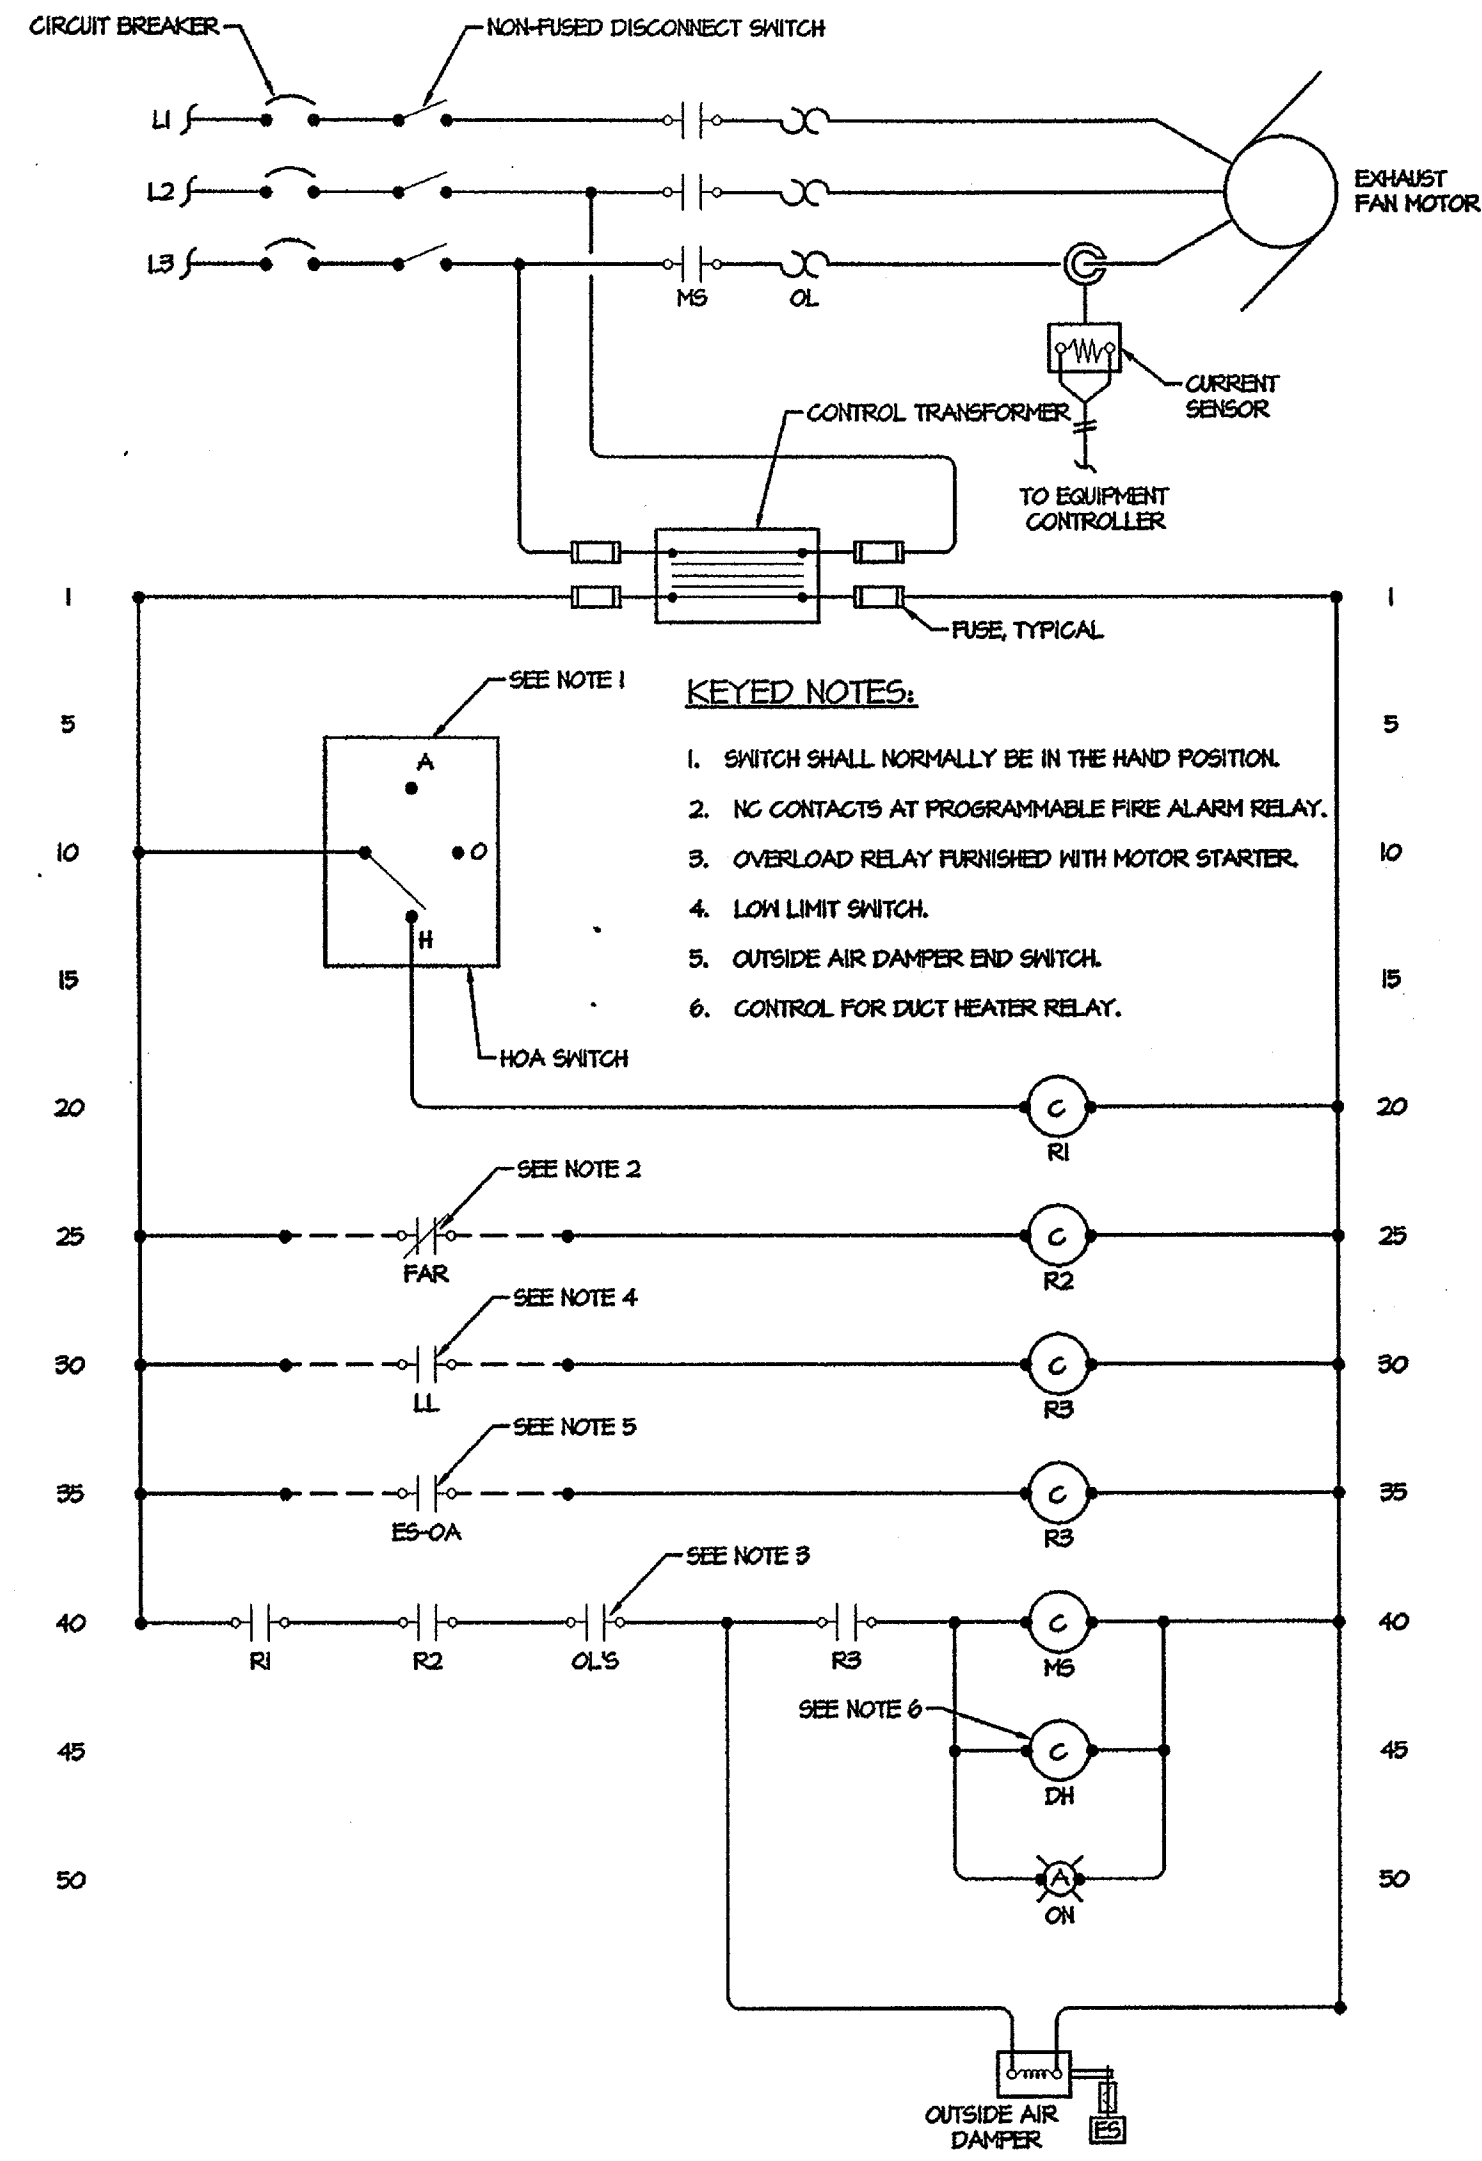 CIRCUIT BREAKER
NON-FUSED DISCONNECT SWITCH
L1
L2
EXHAUST
FAN MOTOR
L3
MS
OL
CURRENT
SENSOR
CONTROL TRANSFORMER
TO EQUIPMENT
CONTROLLER
1
1
FUSE, TYPICAL
SEE NOTE 1
KEYED NOTES:
5
5
A
1. SWITCH SHALL NORMALLY BE IN THE HAND POSITION.
2. NC CONTACTS AT PROGRAMMABLE FIRE ALARM RELAY.
10
O
10
3. OVERLOAD RELAY FURNISHED WITH MOTOR STARTER.
4. LOW LIMIT SWITCH.
H
5. OUTSIDE AIR DAMPER END SWITCH.
15
15
6. CONTROL FOR DUCT HEATER RELAY.
HOA SWITCH
20
C
20
R1
SEE NOTE 2
25
C
25
FAR
R2
SEE NOTE 4
30
C
30
LL
R3
SEE NOTE 5
35
C
35
ES-OA
R3
SEE NOTE 3
40
C
40
R1
R2
OL'S
R3
MS
SEE NOTE 6
45
C
45
DH
50
A
50
ON
OUTSIDE AIR
DAMPER
ES